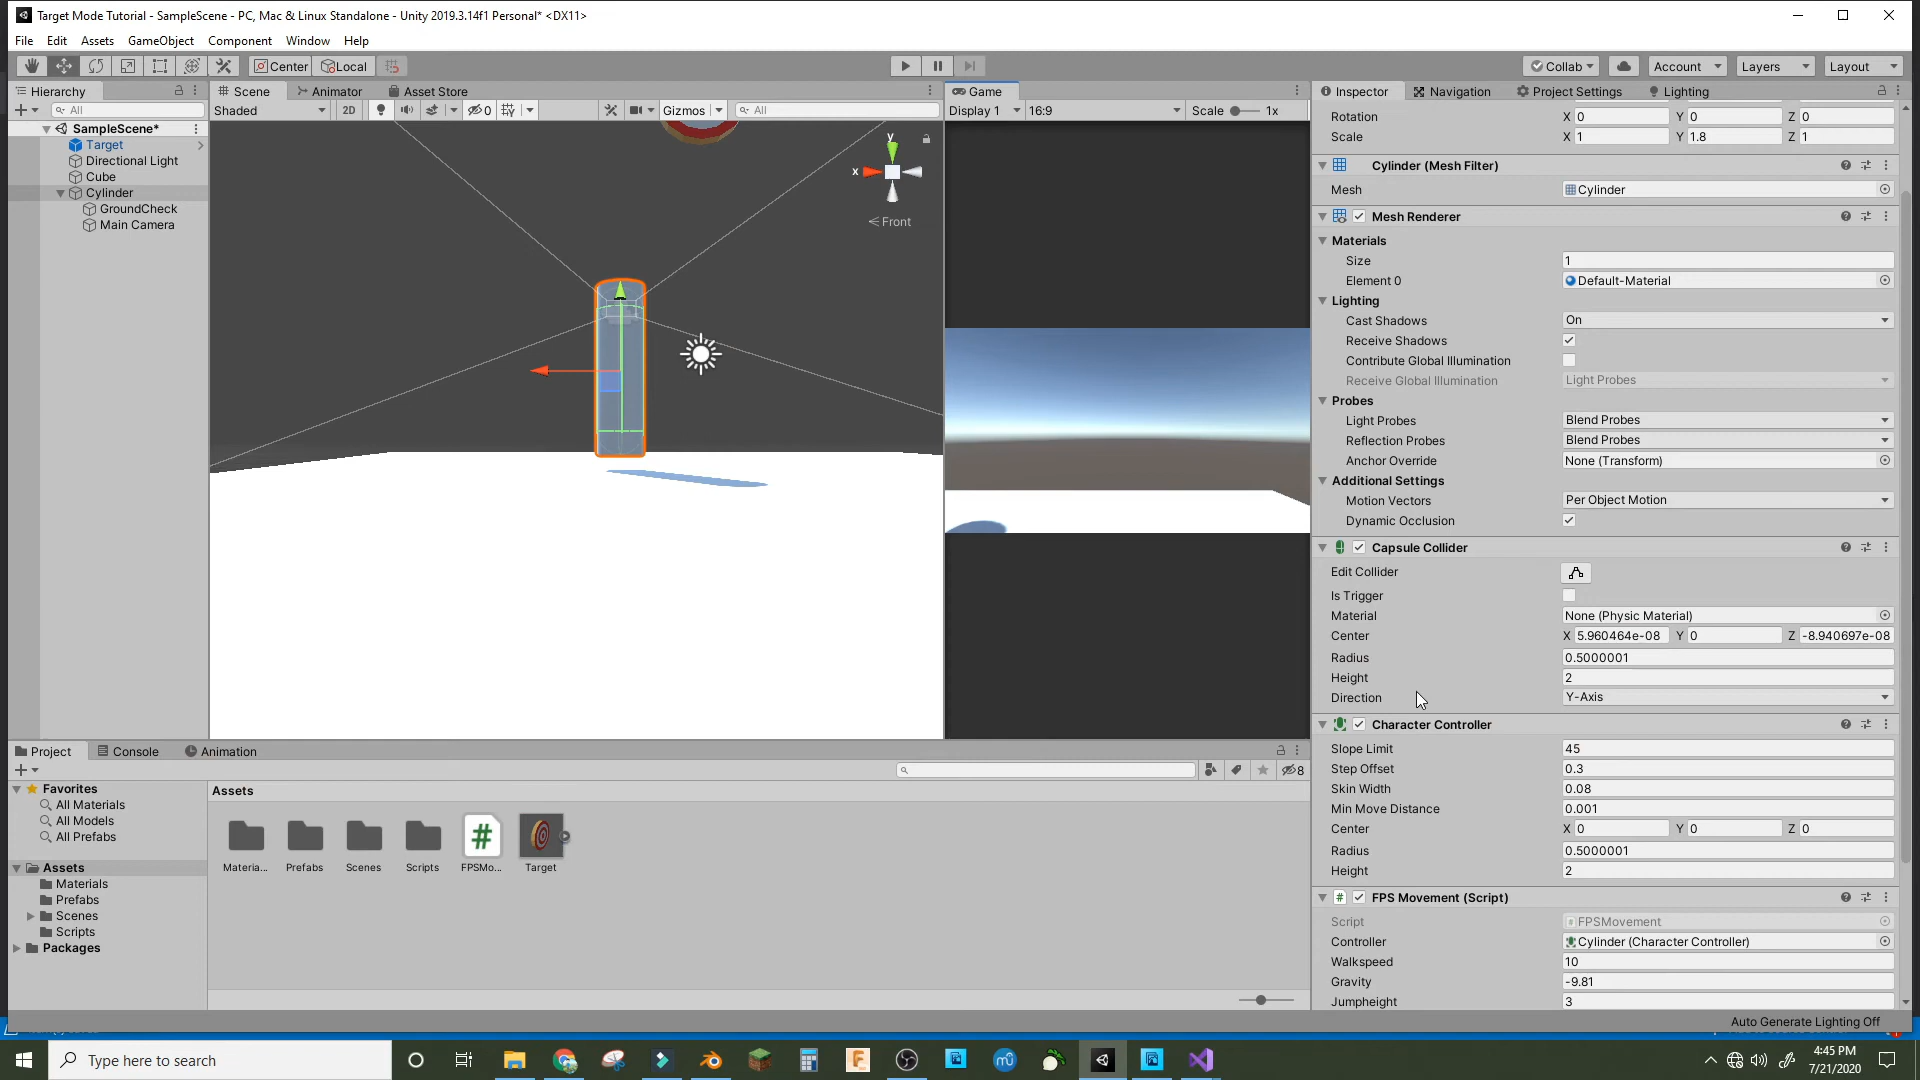 Target Mode Tutorial - SampleScene - PC, Mac & Linux Standalone - Unity 2019.3.14f1 Personal* <DX11>
File Edit Assets GameObject Component Window Help
Center Local Collab Account Layers Layout
Hierarchy
All
SampleScene*
Target
Directional Light
Cube
Cylinder
GroundCheck
Main Camera
Scene Animator Asset Store
Shaded 2D 0 Gizmos All
y
x
Front
Game
Display 1 16:9 Scale 1x
Inspector Navigation Project Settings Lighting
Rotation X 0 Y 0 Z 0
Scale X 1 Y 1.8 Z 1
Cylinder (Mesh Filter)
Mesh Cylinder
Mesh Renderer
Materials
Size 1
Element 0 Default-Material
Lighting
Cast Shadows On
Receive Shadows
Contribute Global Illumination
Receive Global Illumination Light Probes
Probes
Light Probes Blend Probes
Reflection Probes Blend Probes
Anchor Override None (Transform)
Additional Settings
Motion Vectors Per Object Motion
Dynamic Occlusion
Capsule Collider
Edit Collider
Is Trigger
Material None (Physic Material)
Center X 5.960464e-08 Y 0 Z -8.940697e-08
Radius 0.5000001
Height 2
Direction Y-Axis
Character Controller
Slope Limit 45
Step Offset 0.3
Skin Width 0.08
Min Move Distance 0.001
Center X 0 Y 0 Z 0
Radius 0.5000001
Height 2
FPS Movement (Script)
Script FPSMovement
Controller Cylinder (Character Controller)
Walkspeed 10
Gravity -9.81
Jumpheight 3
Project Console Animation
8
Favorites
All Materials
All Models
All Prefabs
Assets
Materials
Prefabs
Scenes
Scripts
Packages
Assets
Materia... Prefabs Scenes Scripts FPSMo... Target
Auto Generate Lighting Off
Type here to search
4:45 PM
7/21/2020